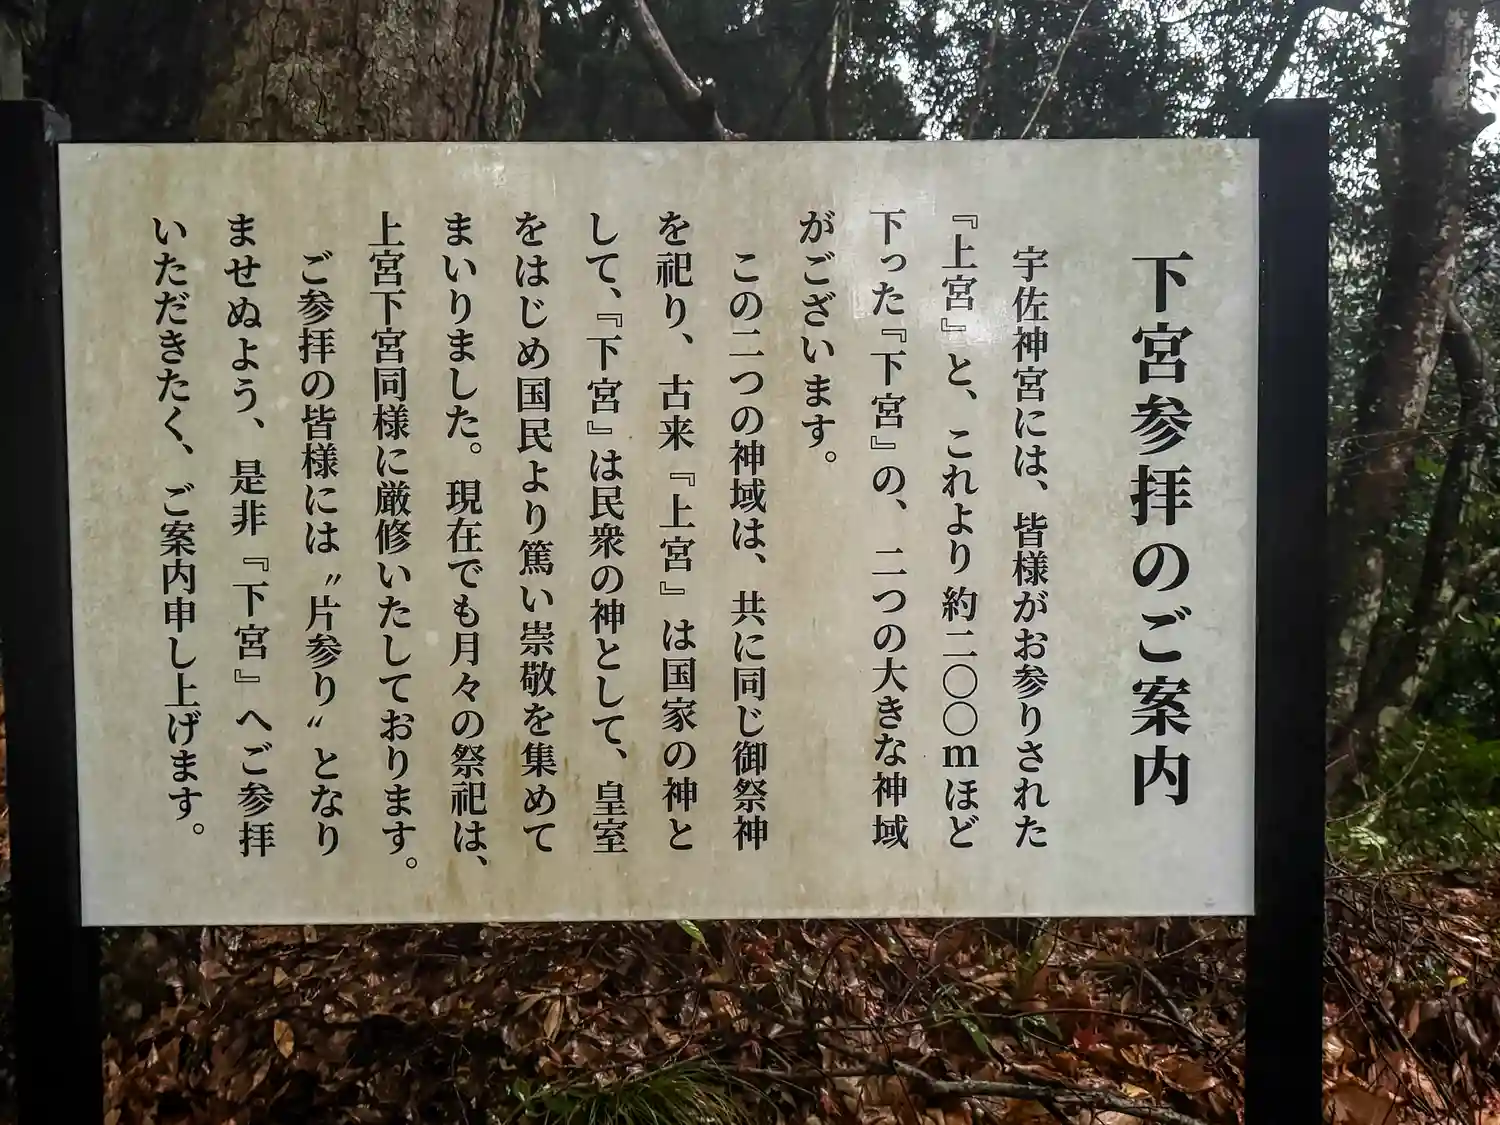 下宮参拝のご案内
宇佐神宮には、皆様がお参りされた
『上宮』と、これより約二〇〇mほど
下った『下宮』の、二つの大きな神域
がございます。
この二つの神域は、共に同じ御祭神
を祀り、古来『上宮』は国家の神と
して、『下宮』は民衆の神として、皇室
をはじめ国民より篤い崇敬を集めて
まいりました。現在でも月々の祭祀は、
上宮下宮同様に厳修いたしております。
ご参拝の皆様には〝片参り〟となり
ませぬよう、是非『下宮』へご参拝
いただきたく、ご案内申し上げます。